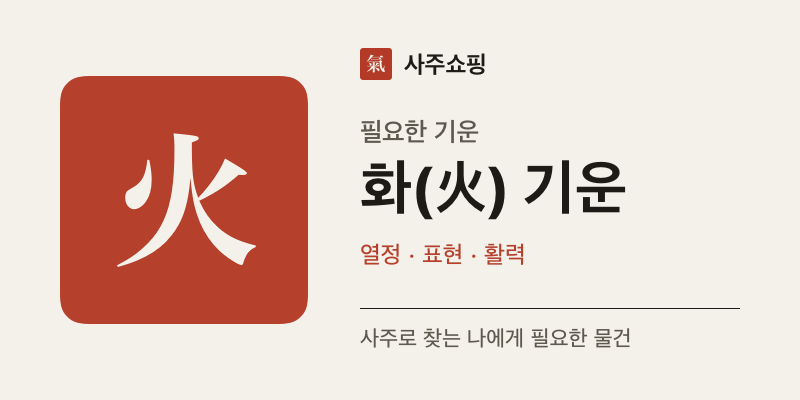 火
氣 사주쇼핑
필요한 기운
화(火) 기운
열정 · 표현 · 활력
사주로 찾는 나에게 필요한 물건